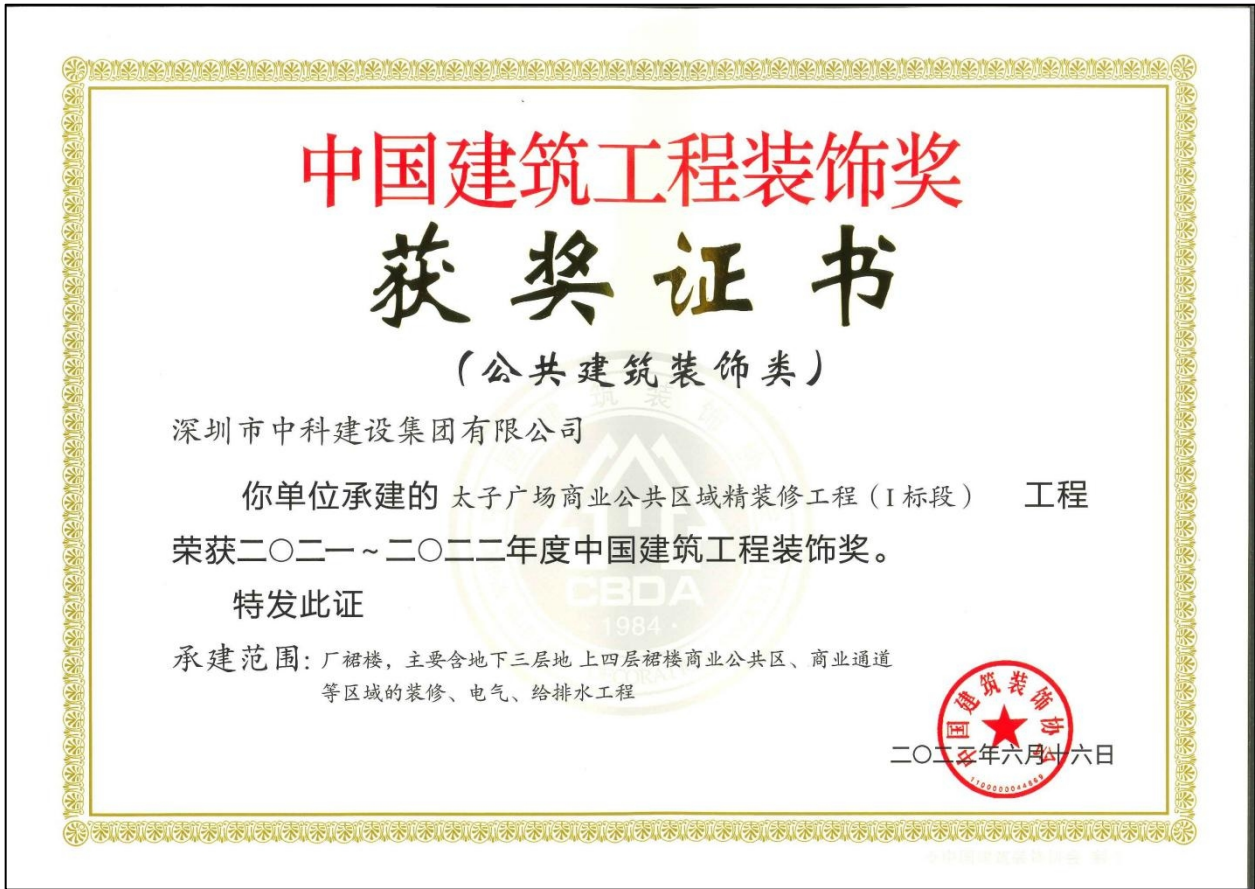 中国建筑工程装饰奖
获奖证书
(公共建筑装饰类)
深圳市中科建设集团有限公司
你单位承建的 太子广场商业公共区域精装修工程(I标段) 工程
荣获二〇二一~二〇二二年度中国建筑工程装饰奖。
特发此证
承建范围: 厂裙楼,主要含地下三层地 上四层裙楼商业公共区、商业通道
等区域的装修、电气、给排水工程
中国建筑装饰协会
年六月十六日
CBDA
1984